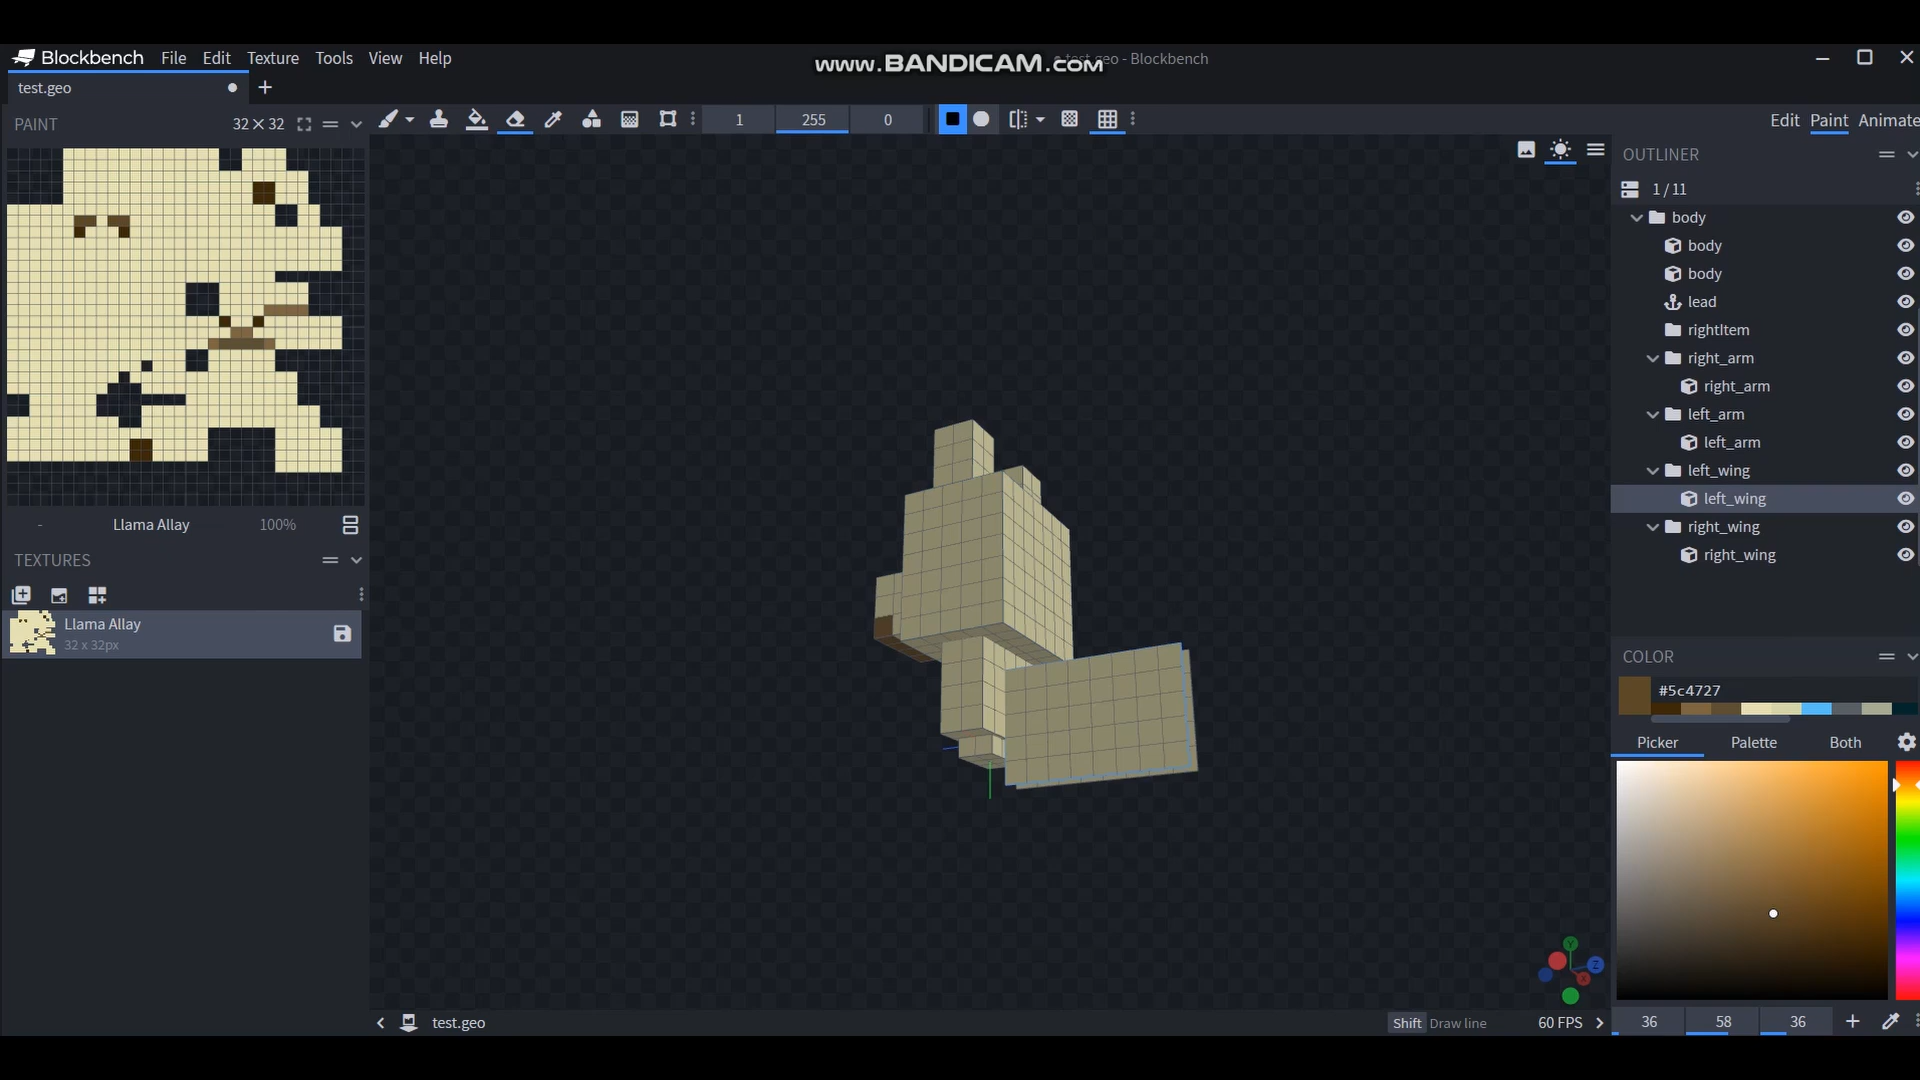 Blockbench File Edit Texture Tools View Help
www.BANDICAM.com
test.geo - Blockbench
test.geo
PAINT 32×32
1 255 0
Edit Paint Animate
OUTLINER
1 / 11
body
body
body
lead
rightItem
right_arm
right_arm
left_arm
left_arm
left_wing
left_wing
right_wing
right_wing
- Llama Allay 100%
TEXTURES
Llama Allay
32 x 32px
COLOR
#5c4727
Picker Palette Both
X
Y
Z
test.geo
Shift Draw line 60 FPS
36 58 36